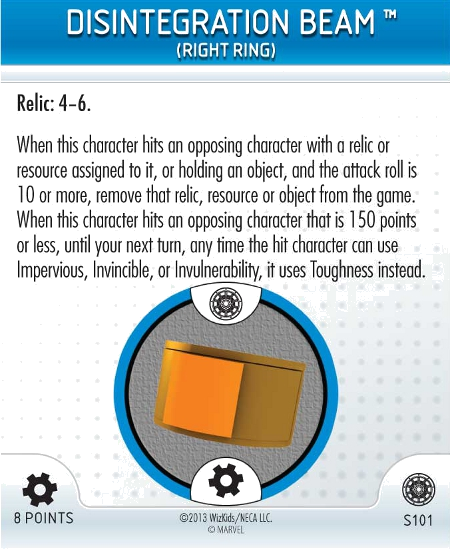 DISINTEGRATION BEAM ™
(RIGHT RING)
Relic: 4–6.
When this character hits an opposing character with a relic or
resource assigned to it, or holding an object, and the attack roll is
10 or more, remove that relic, resource or object from the game.
When this character hits an opposing character that is 150 points
or less, until your next turn, any time the hit character can use
Impervious, Invincible, or Invulnerability, it uses Toughness instead.
8 POINTS
©2013 WizKids/NECA LLC.
© MARVEL
S101